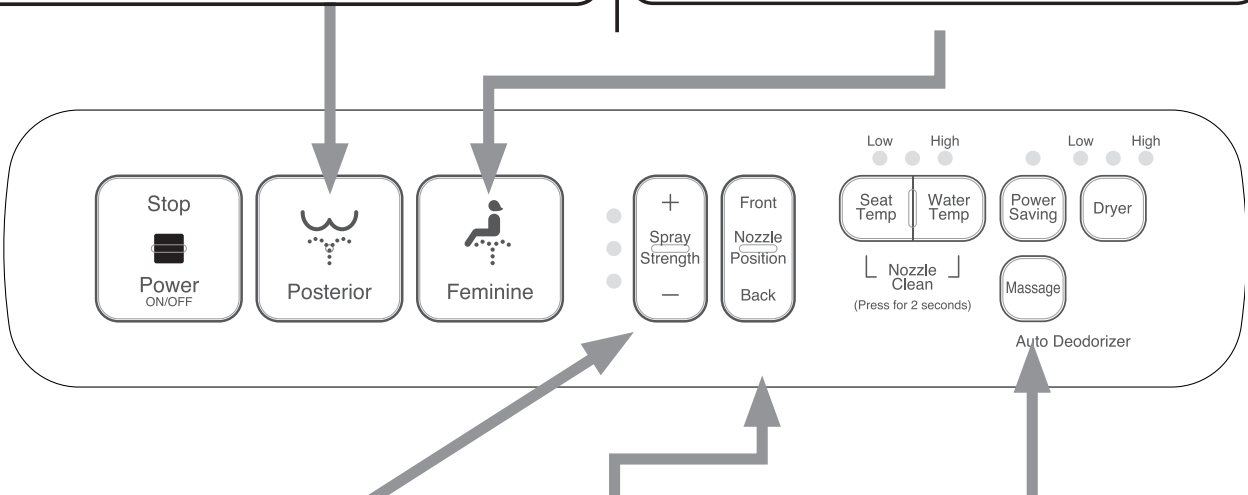 Stop
Power
ON/OFF
Posterior
Feminine
+
Spray
Strength
−
Front
Nozzle
Position
Back
Low High
Seat
Temp
Water
Temp
Nozzle
Clean
(Press for 2 seconds)
Power
Saving
Low High
Dryer
Massage
Auto Deodorizer